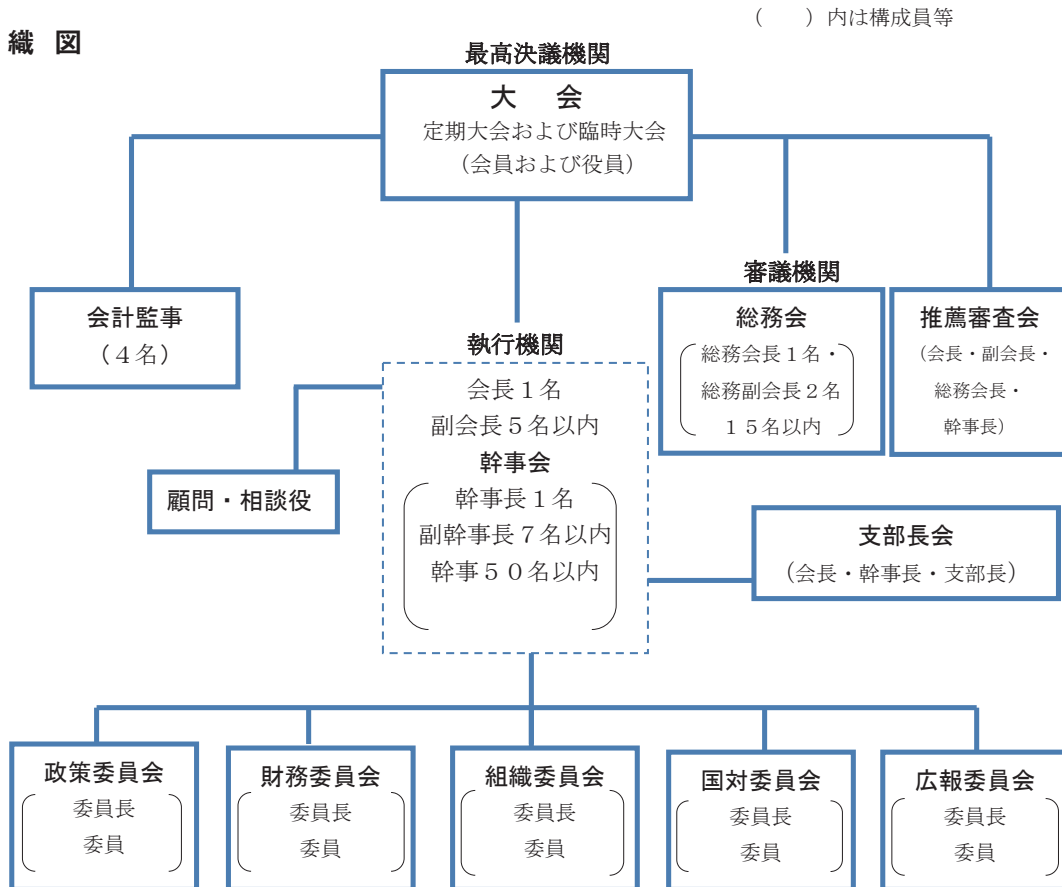 （　　）内は構成員等
織 図
最高決議機関
大　会
定期大会および臨時大会
（会員および役員）
会計監事
（４名）
執行機関
会長１名
副会長５名以内
幹事会
幹事長１名
副幹事長７名以内
幹事５０名以内
審議機関
総務会
総務会長１名・
総務副会長２名
１５名以内
推薦審査会
（会長・副会長・
総務会長・
幹事長）
顧問・相談役
支部長会
（会長・幹事長・支部長）
政策委員会
委員長
委員
財務委員会
委員長
委員
組織委員会
委員長
委員
国対委員会
委員長
委員
広報委員会
委員長
委員